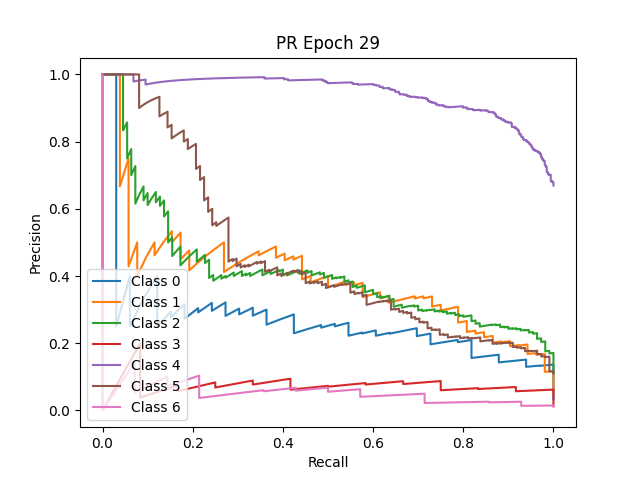 PR Epoch 29
1.0
0.8
0.6
0.4
0.2
0.0
Precision
Class 0
Class 1
Class 2
Class 3
Class 4
Class 5
Class 6
0.0 0.2 0.4 0.6 0.8 1.0
Recall